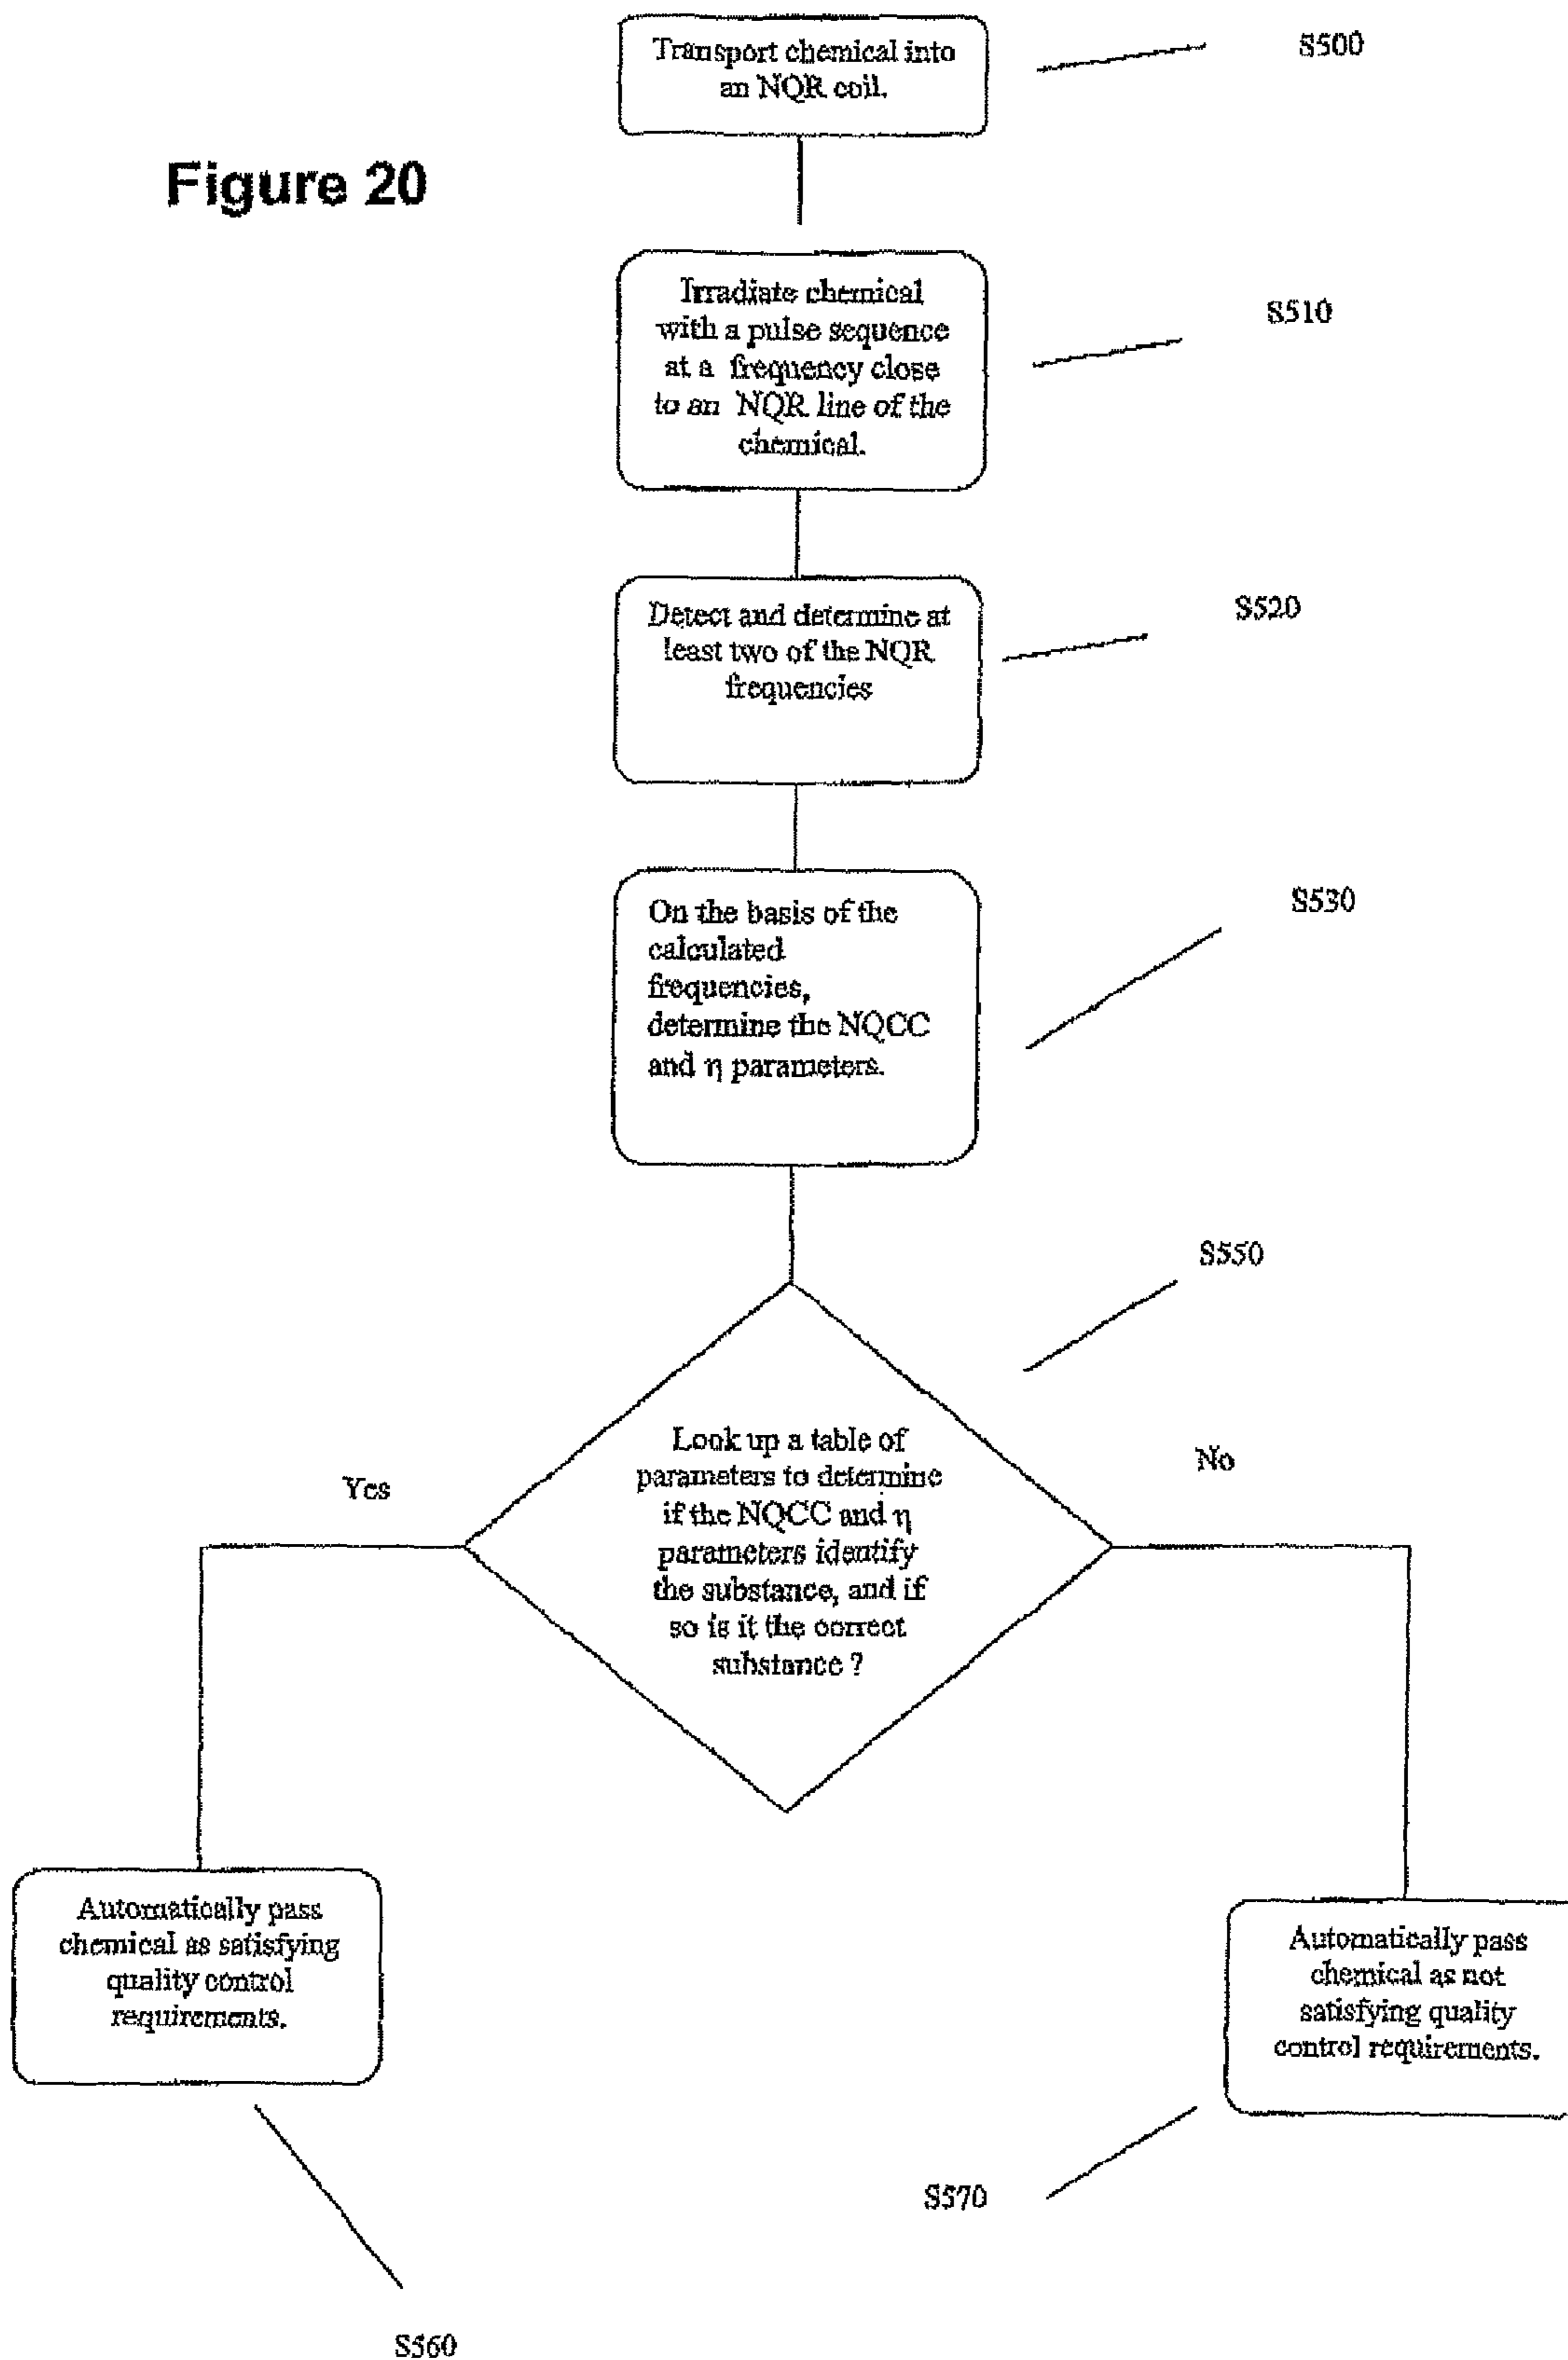 Figure 20
Transport chemical into
an NQR coil.
S500
Irradiate chemical
with a pulse sequence
at a frequency close
to an NQR line of the
chemical.
S510
Detect and determine at
least two of the NQR
frequencies
S520
On the basis of the
calculated
frequencies,
determine the NQCC
and η parameters.
S530
S550
Look up a table of
parameters to determine
if the NQCC and η
parameters identify
the substance, and if
so is it the correct
substance ?
Yes
No
Automatically pass
chemical as satisfying
quality control
requirements.
Automatically pass
chemical as not
satisfying quality
control requirements.
S570
S560